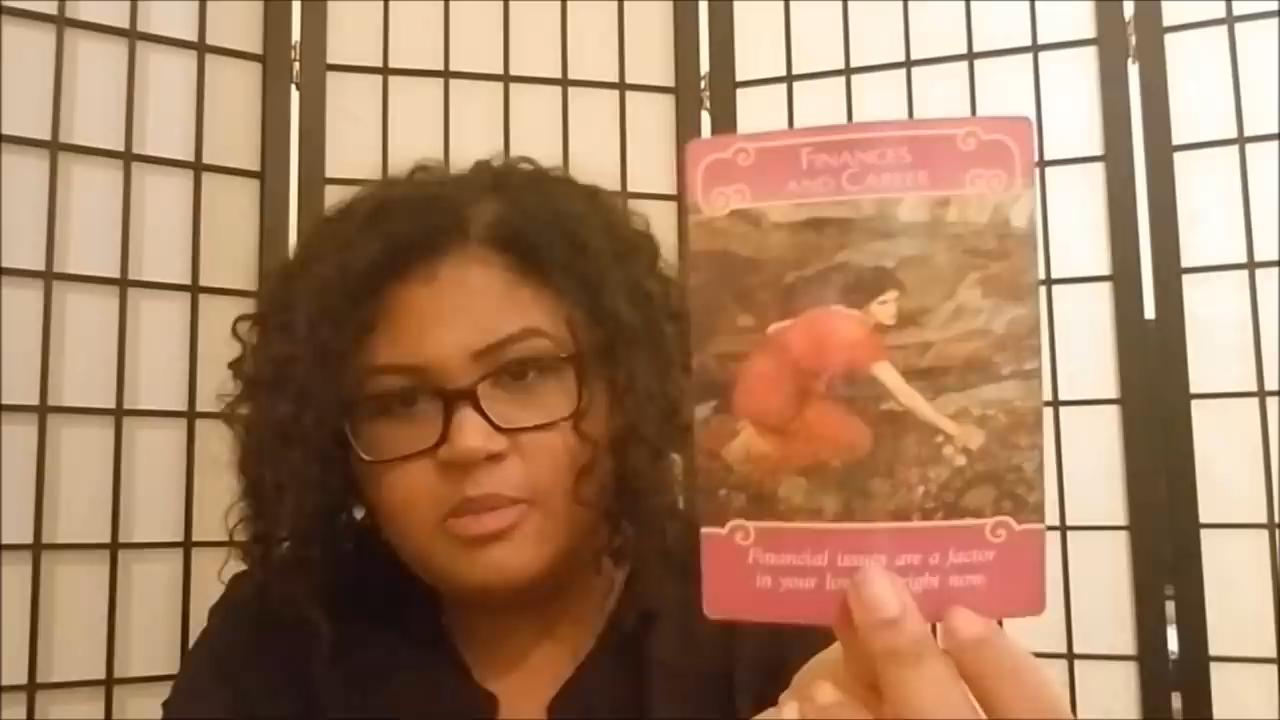 FINANCES
AND CAREER
Financial issues are a factor
in your right now